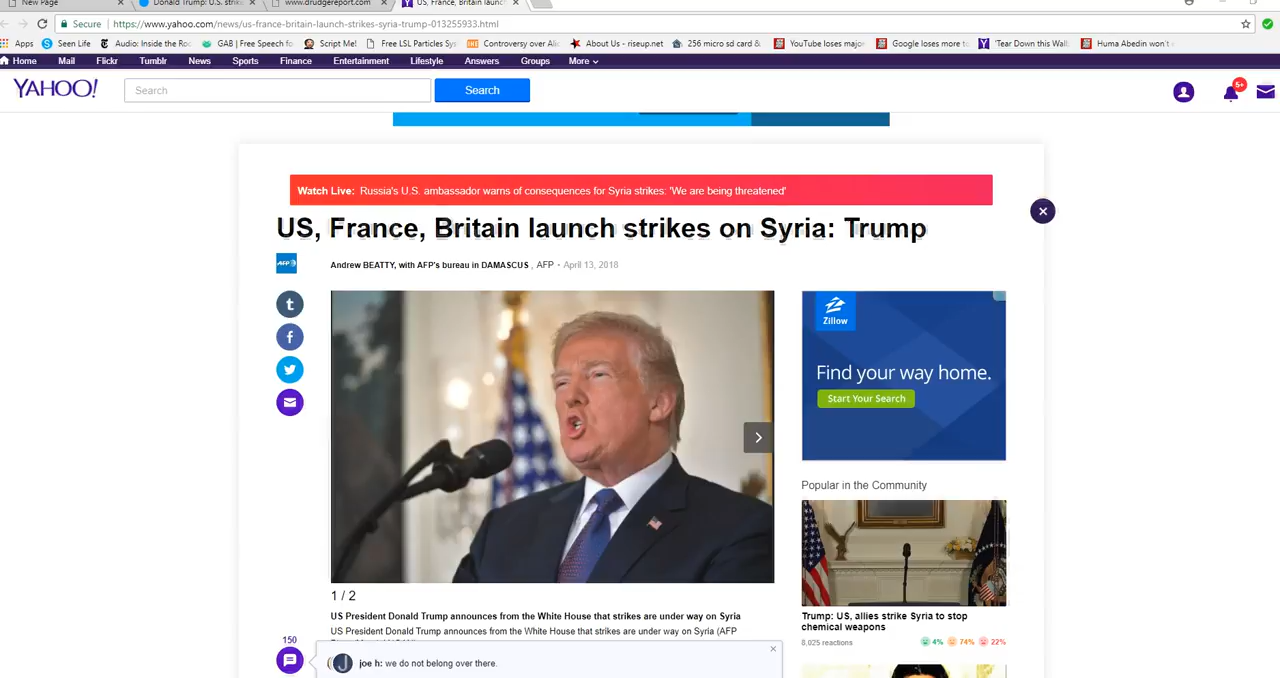 New Page
Donald Trump: U.S. strike
www.drudgereport.com
US, France, Britain launc
Secure
https://www.yahoo.com/news/us-france-britain-launch-strikes-syria-trump-013255933.html
Apps
Seen Life
Audio: Inside the Roc
GAB | Free Speech fo
Script Me!
Free LSL Particles Sys
Controversy over Alic
About Us - riseup.net
256 micro sd card &
YouTube loses major
Google loses more to
'Tear Down this Wall
Huma Abedin won't
Home
Mail
Flickr
Tumblr
News
Sports
Finance
Entertainment
Lifestyle
Answers
Groups
More
YAHOO!
Search
Search
5+
Watch Live: Russia's U.S. ambassador warns of consequences for Syria strikes: 'We are being threatened'
US, France, Britain launch strikes on Syria: Trump
AFP
Andrew BEATTY, with AFP's bureau in DAMASCUS , AFP - April 13, 2018
Zillow
Find your way home.
Start Your Search
Popular in the Community
1 / 2
US President Donald Trump announces from the White House that strikes are under way on Syria
US President Donald Trump announces from the White House that strikes are under way on Syria (AFP
Trump: US, allies strike Syria to stop
chemical weapons
8,025 reactions
4%
74%
22%
150
joe h: we do not belong over there.